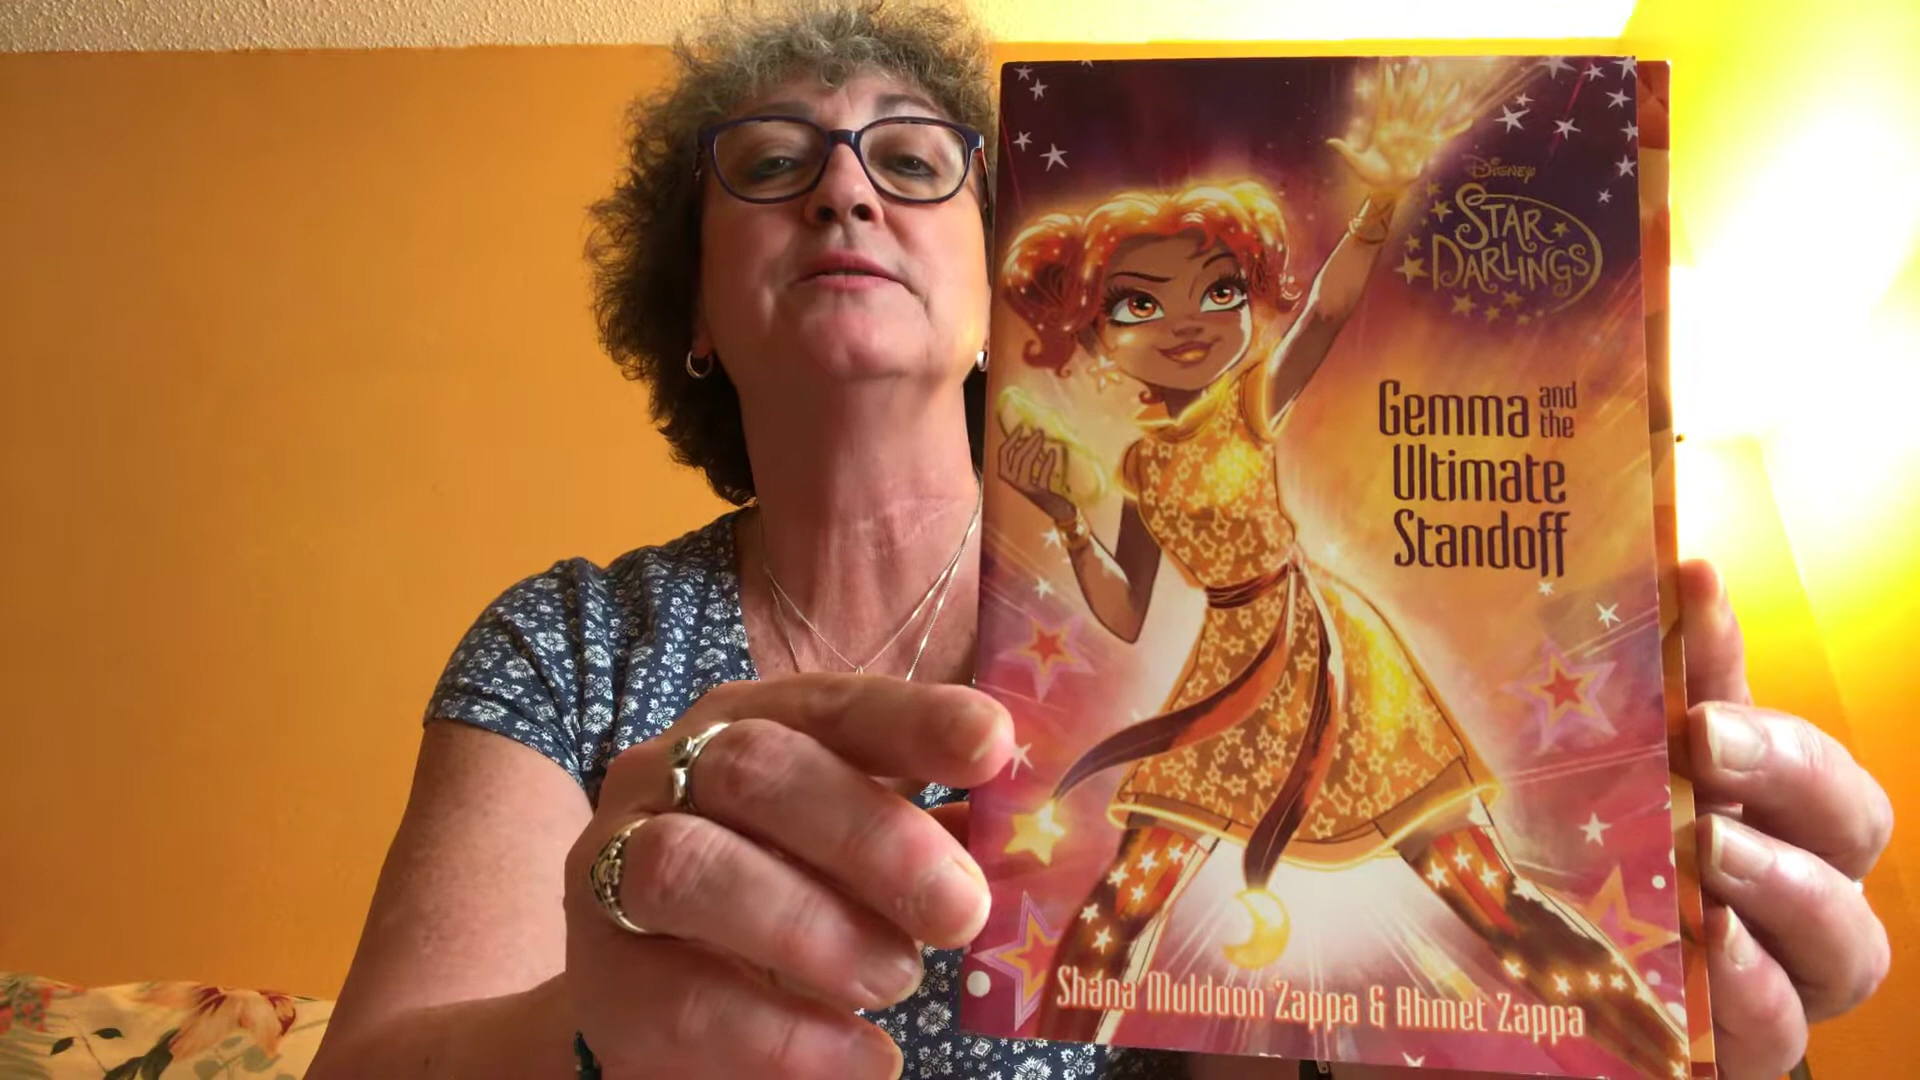 Disney
Star
Darlings
Gemma and
the
Ultimate
Standoff
Shana Muldoon Zappa & Ahmet Zappa